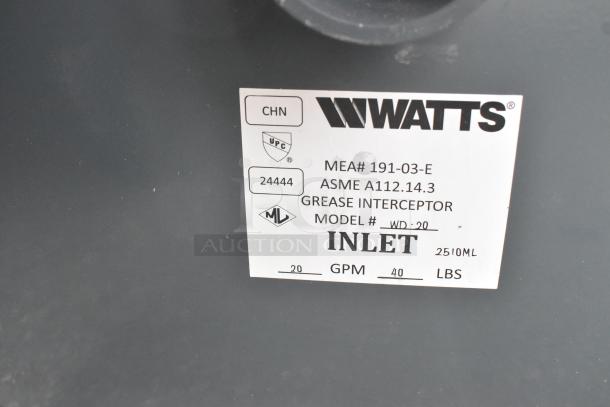 CHN
WATTS®
UPC
®
MEA# 191-03-E
24444
ASME A112.14.3
GREASE INTERCEPTOR
ML
MODEL # WD-20
AUCTION
INLET 2510ML
20 GPM 40 LBS